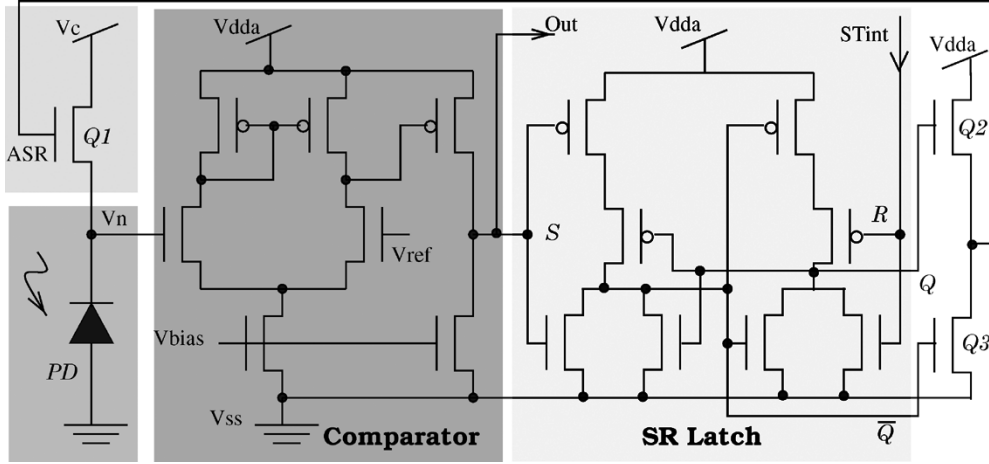 Vc
Vdda
Out
Vdda
STint
Vdda
ASR
Q1
Q2
Vn
Vref
S
R
Q
Vbias
PD
Q3
Vss
Comparator
SR Latch
Q̅